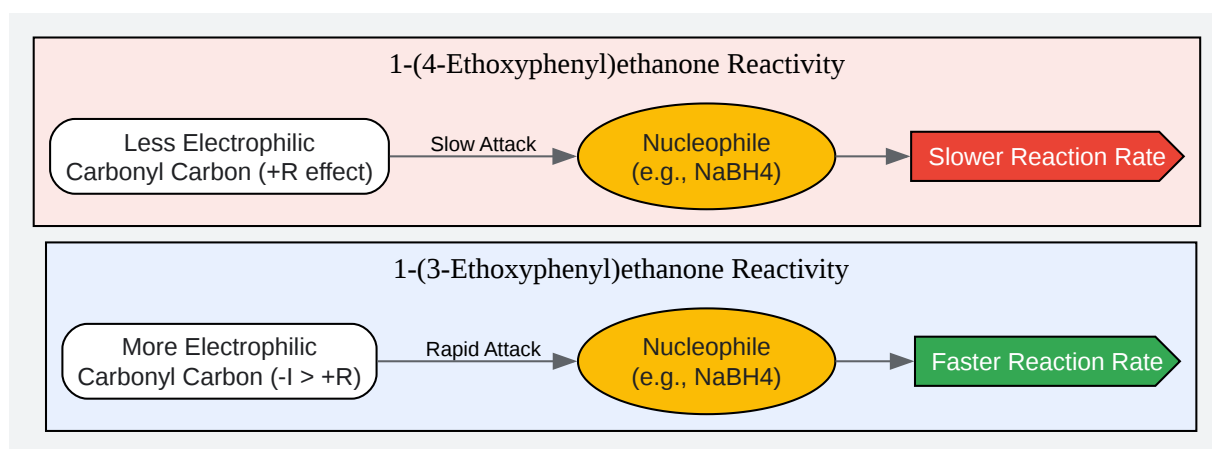 1-(4-Ethoxyphenyl)ethanone Reactivity
Less Electrophilic
Carbonyl Carbon (+R effect)
Slow Attack
Nucleophile
(e.g., NaBH4)
Slower Reaction Rate
1-(3-Ethoxyphenyl)ethanone Reactivity
More Electrophilic
Carbonyl Carbon (-I > +R)
Rapid Attack
Nucleophile
(e.g., NaBH4)
Faster Reaction Rate